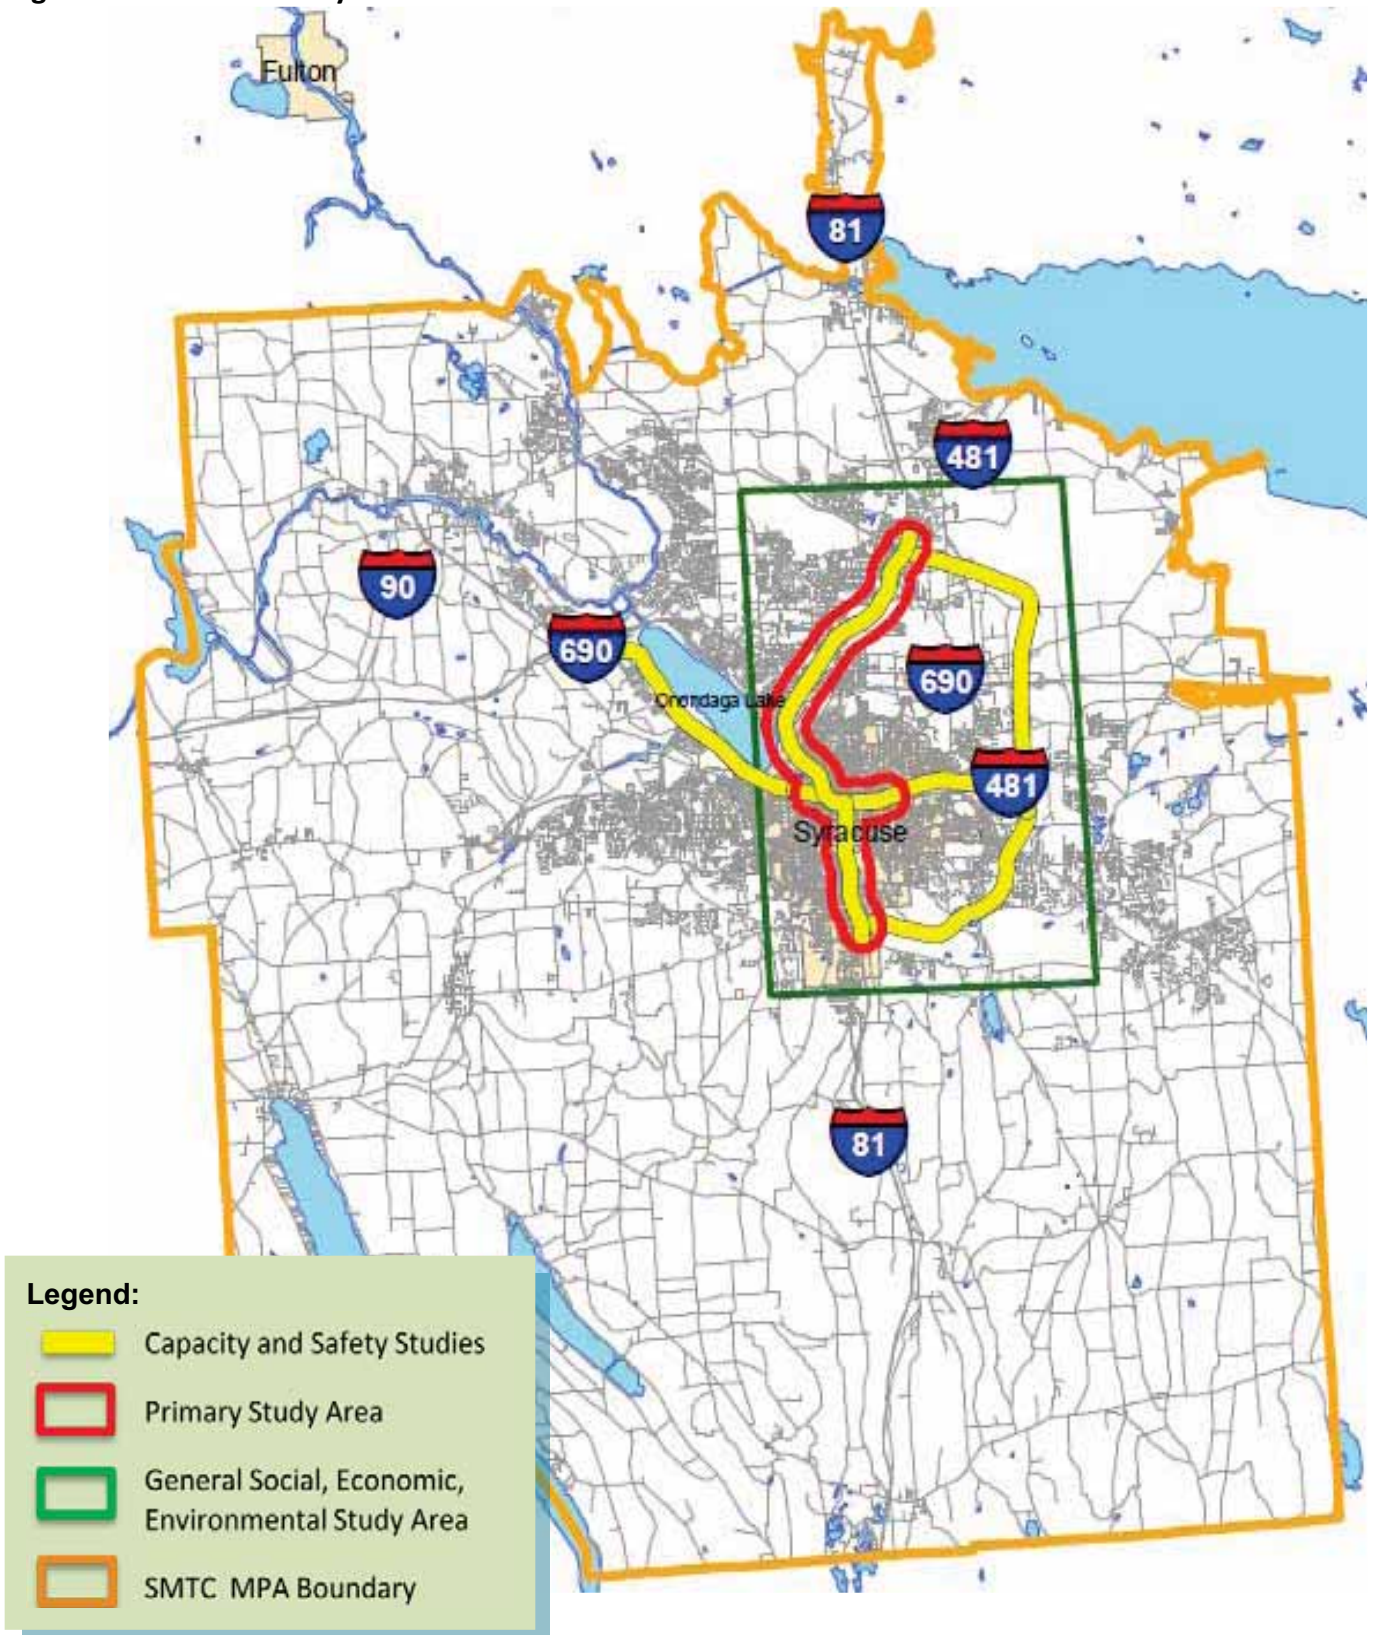 Fulton
81
481
90
690
690
Onondaga Lake
481
Syracuse
81
Legend:
Capacity and Safety Studies
Primary Study Area
General Social, Economic,
Environmental Study Area
SMTC MPA Boundary